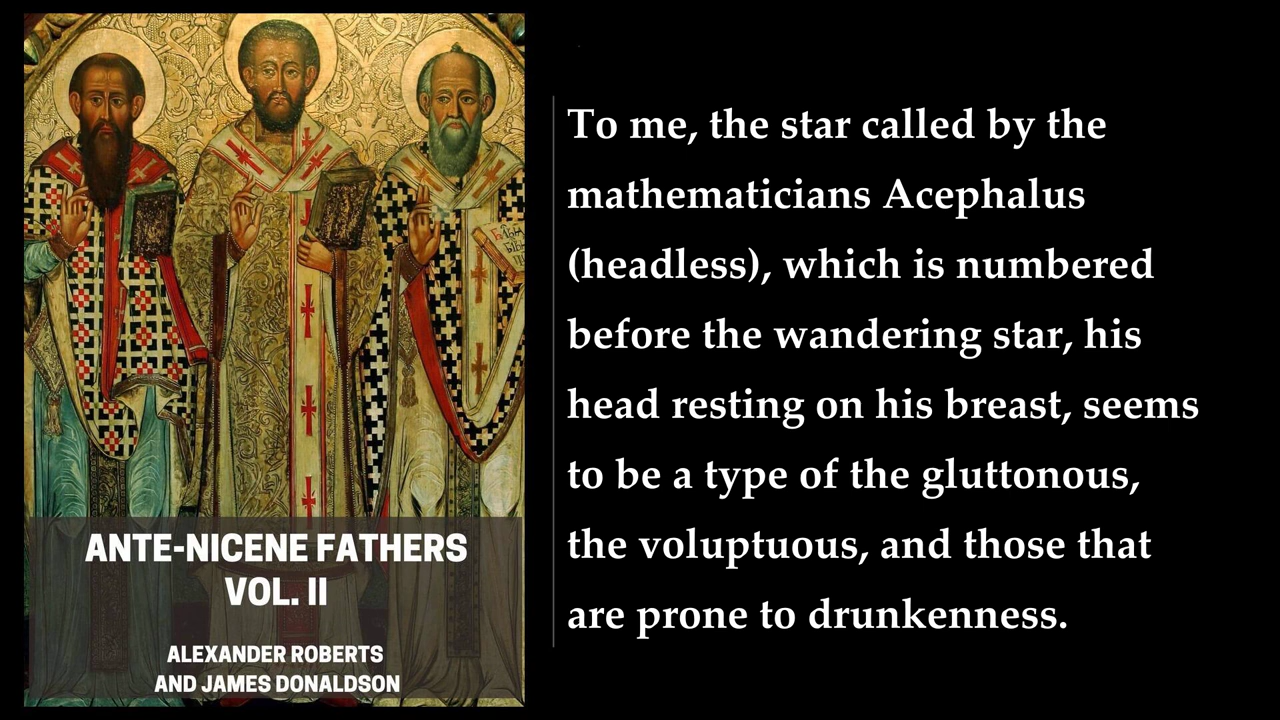 ANTE-NICENE FATHERS
VOL. II
ALEXANDER ROBERTS
AND JAMES DONALDSON
To me, the star called by the
mathematicians Acephalus
(headless), which is numbered
before the wandering star, his
head resting on his breast, seems
to be a type of the gluttonous,
the voluptuous, and those that
are prone to drunkenness.